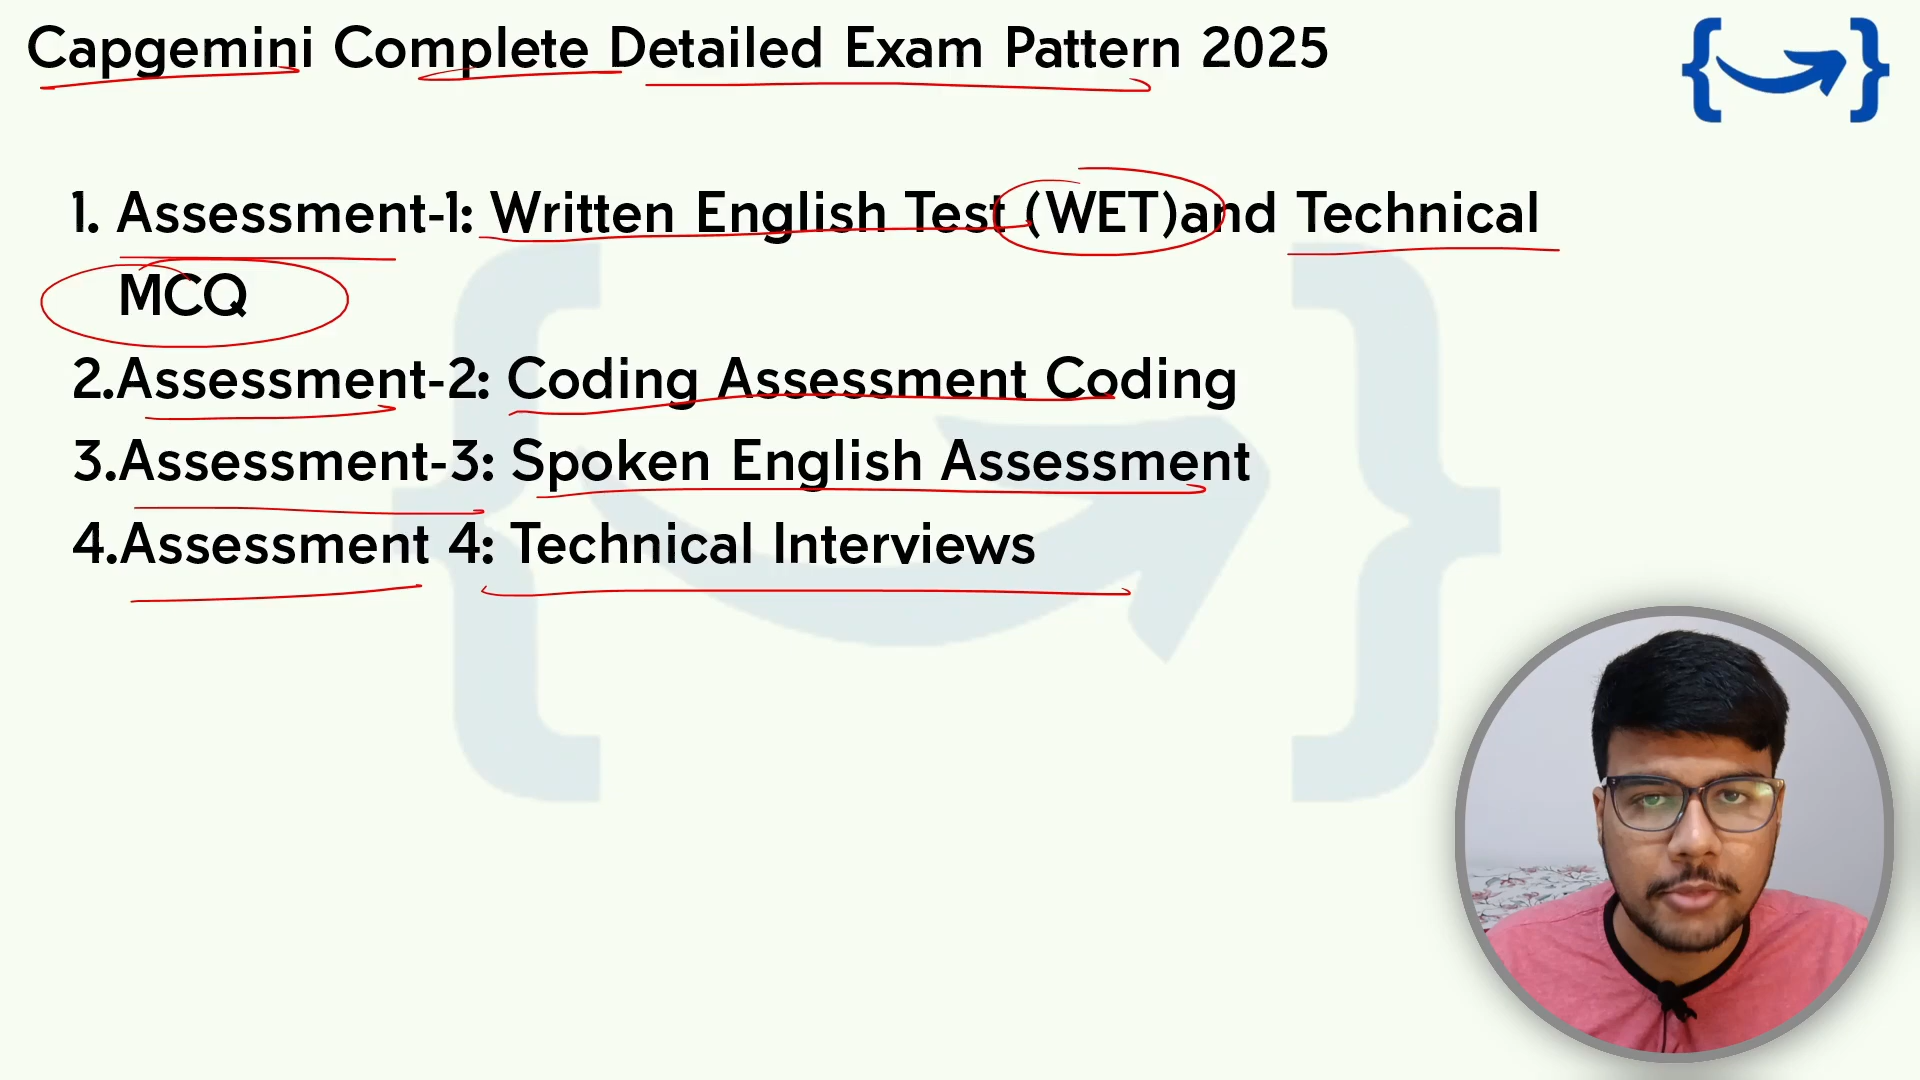 Capgemini Complete Detailed Exam Pattern 2025
1. Assessment-1: Written English Test (WET)and Technical
MCQ
2.Assessment-2: Coding Assessment Coding
3.Assessment-3: Spoken English Assessment
4.Assessment 4: Technical Interviews